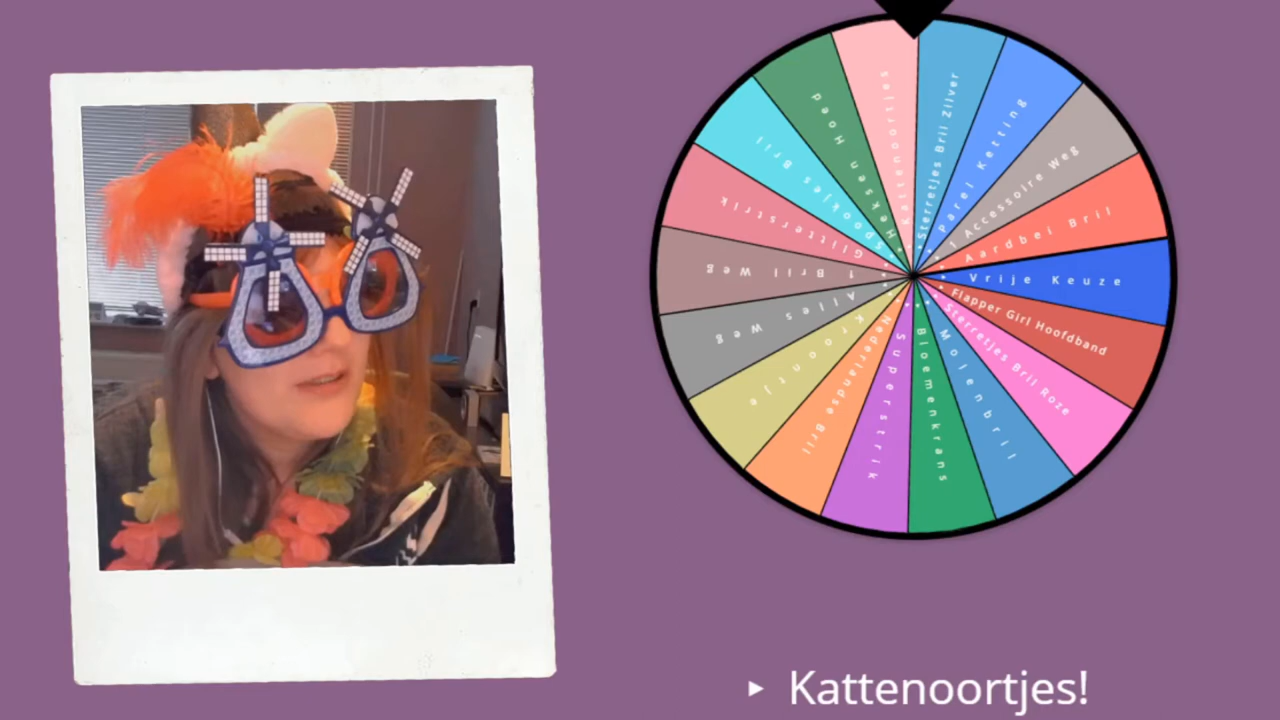 Sterretjes Bril Zilver
Parel Ketting
1 Accessoire Weg
Aardbei Bril
Vrije Keuze
Flapper Girl Hoofdband
Sterretjes Bril Roze
Molenbril
Bloemenkrans
Superstrik
Nederlandse Bril
Kroontje
Alles Weg
1 Bril Weg
Glitterstrik
Spookjes Bril
Heksen Hoed
Kattenoortjes
Kattenoortjes!